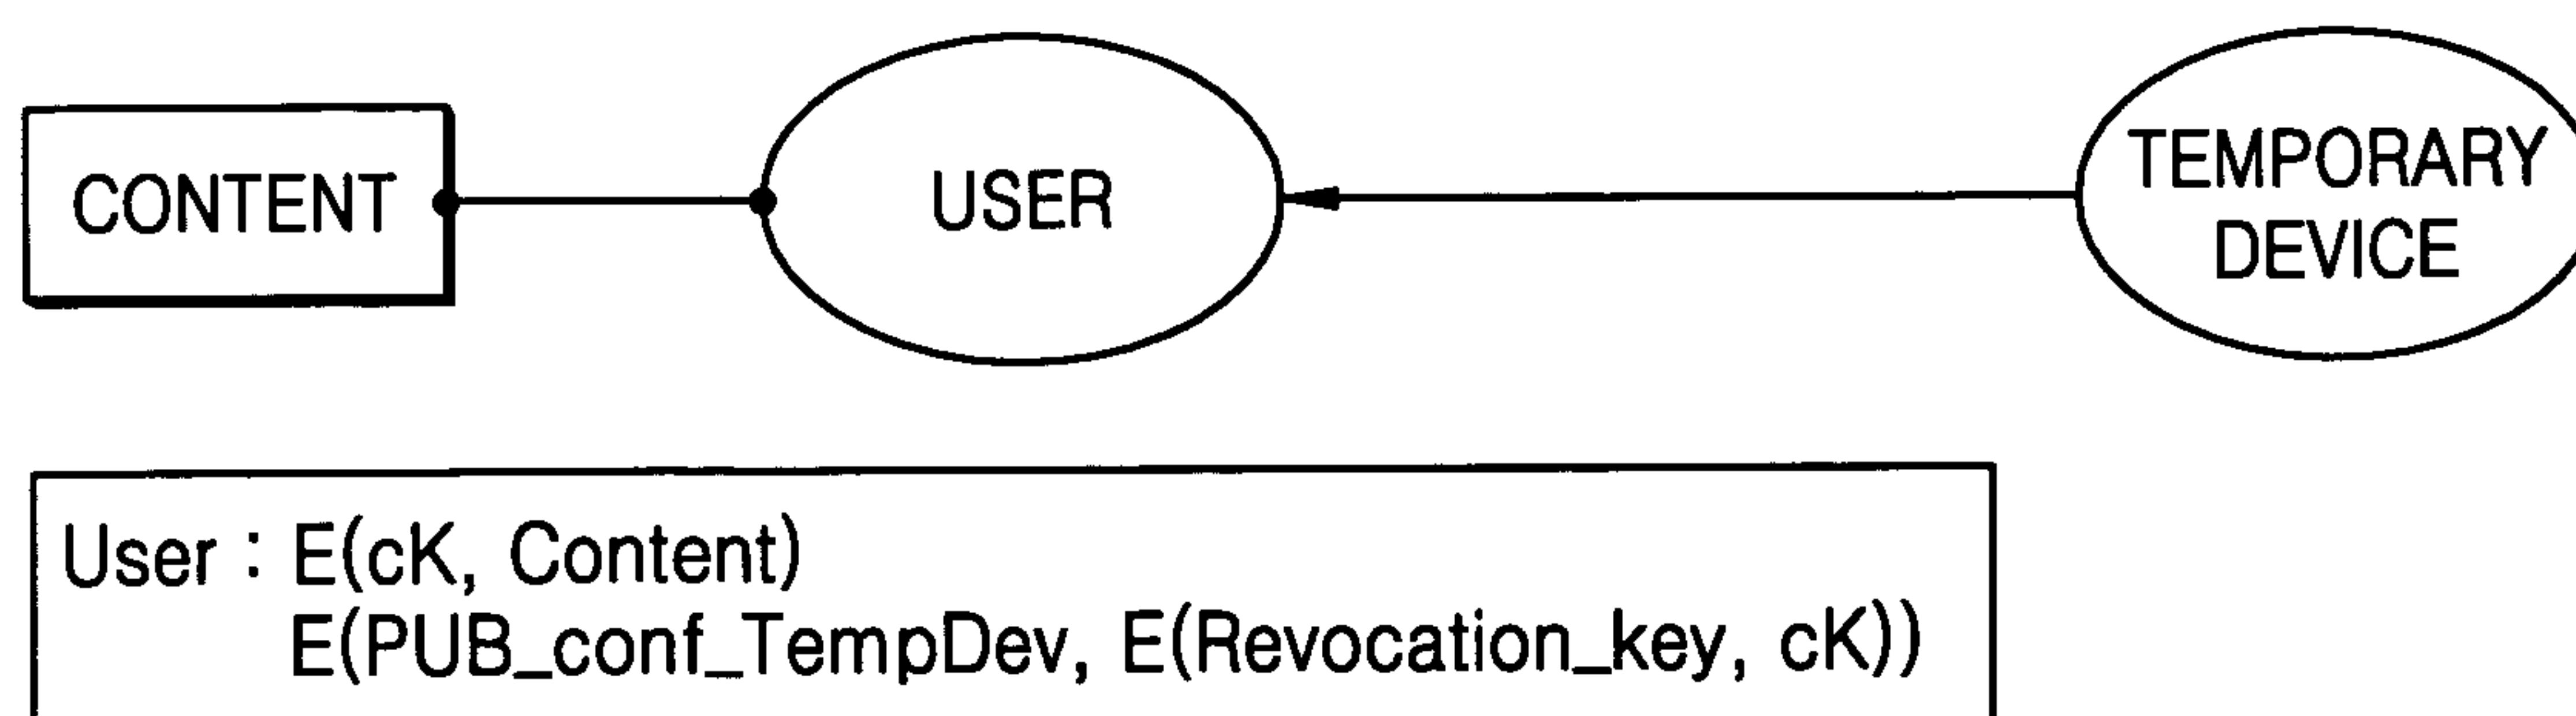 CONTENT
USER
TEMPORARY
DEVICE
User : E(cK, Content)
E(PUB_conf_TempDev, E(Revocation_key, cK))